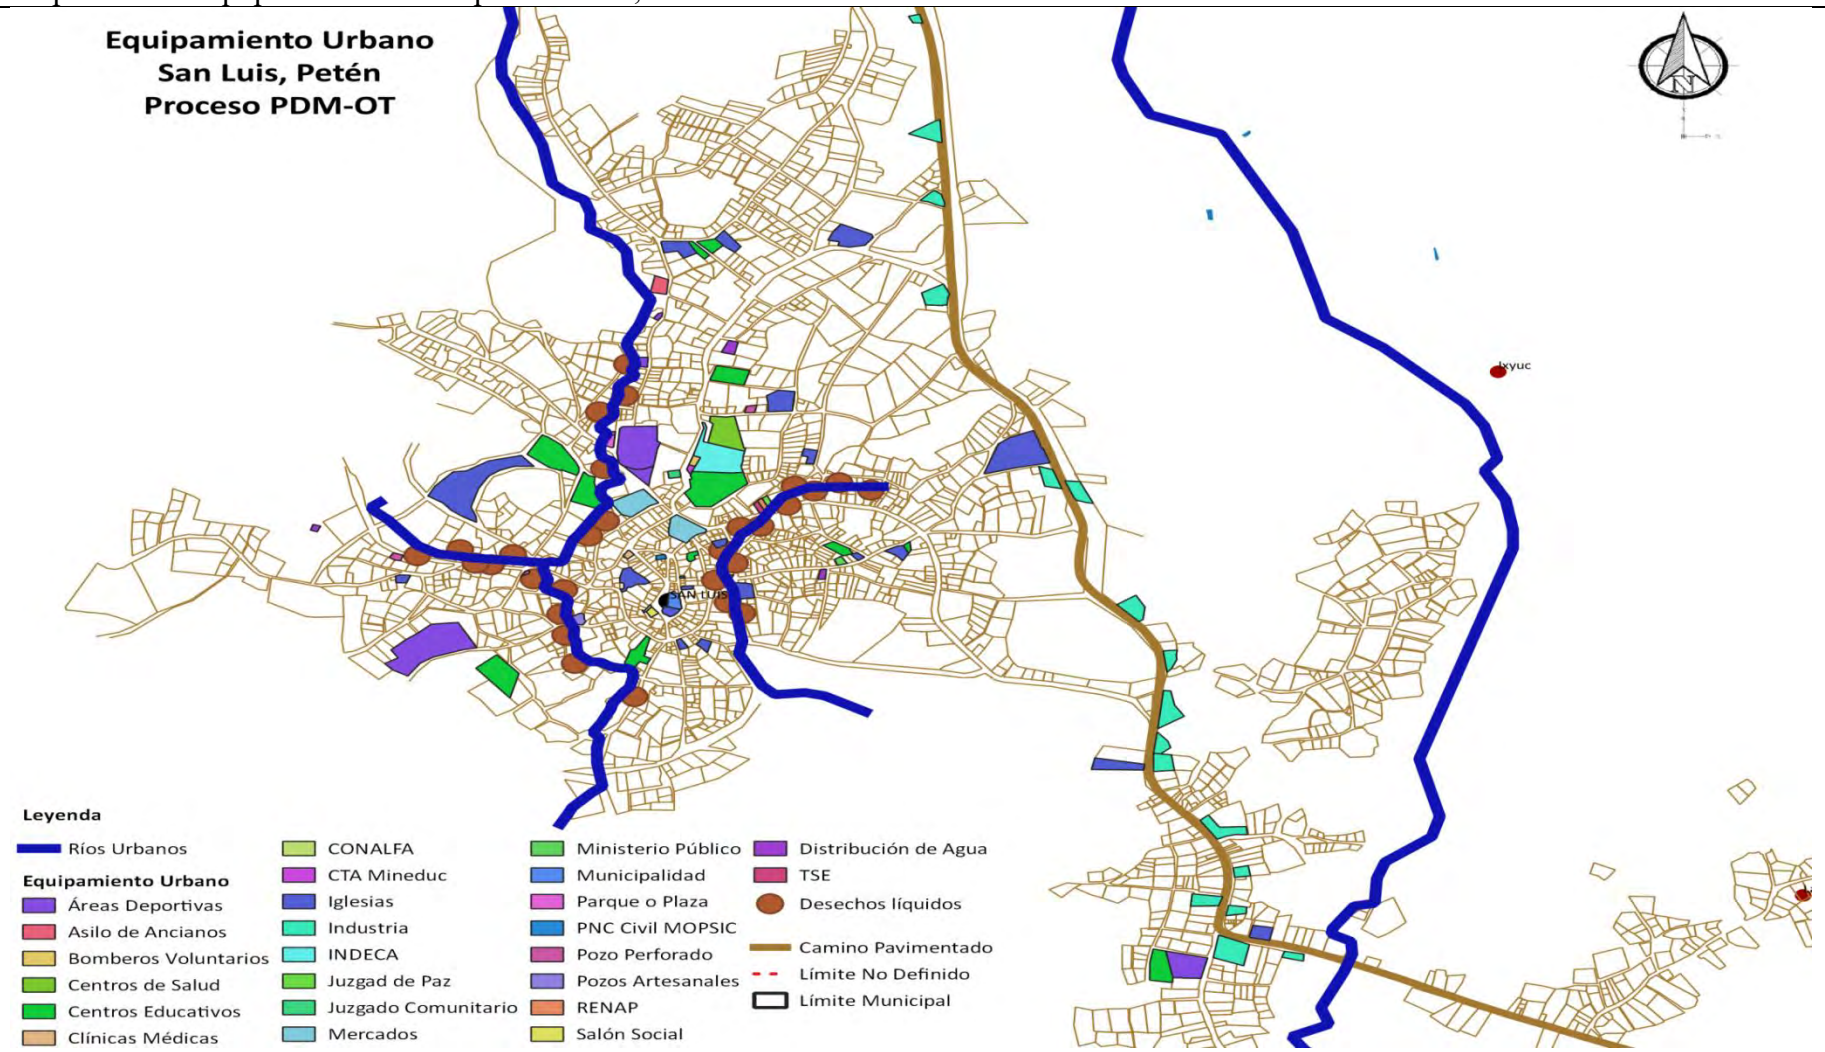 Equipamiento Urbano
San Luis, Petén
Proceso PDM-OT
N
Ixyuc
SAN LUIS
Leyenda
Ríos Urbanos
Equipamiento Urbano
Áreas Deportivas
Asilo de Ancianos
Bomberos Voluntarios
Centros de Salud
Centros Educativos
Clínicas Médicas
CONALFA
CTA Mineduc
Iglesias
Industria
INDECA
Juzgad de Paz
Juzgado Comunitario
Mercados
Ministerio Público
Municipalidad
Parque o Plaza
PNC Civil MOPSIC
Pozo Perforado
Pozos Artesanales
RENAP
Salón Social
Distribución de Agua
TSE
Desechos líquidos
Camino Pavimentado
Límite No Definido
Límite Municipal